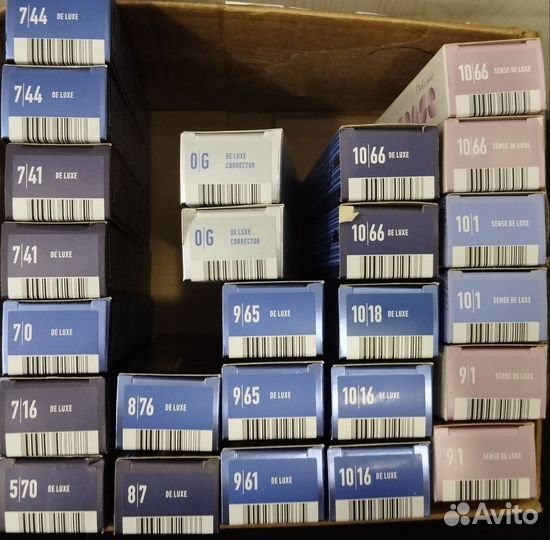 7|44 DE LUXE
7|44 DE LUXE
7|41 DE LUXE
7|41 DE LUXE
7|0 DE LUXE
7|16 DE LUXE
5|70 DE LUXE
8|76 DE LUXE
8|7 DE LUXE
0|G DE LUXE
CORRECTOR
0|G DE LUXE
CORRECTOR
9|65 DE LUXE
9|65 DE LUXE
9|61 DE LUXE
10|66 DE LUXE
10|66 DE LUXE
10|18 DE LUXE
10|16 DE LUXE
10|16 DE LUXE
DeLuxe
10|66 SENSE DE LUXE
10|66 SENSE DE LUXE
10|1 SENSE DE LUXE
10|1 SENSE DE LUXE
9|1 SENSE DE LUXE
9|1 SENSE DE LUXE
Avito